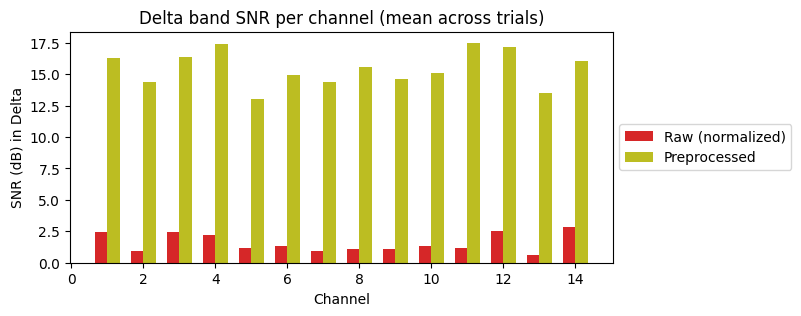 Delta band SNR per channel (mean across trials)
SNR (dB) in Delta
17.5
15.0
12.5
10.0
7.5
5.0
2.5
0.0
0 2 4 6 8 10 12 14
Channel
Raw (normalized)
Preprocessed